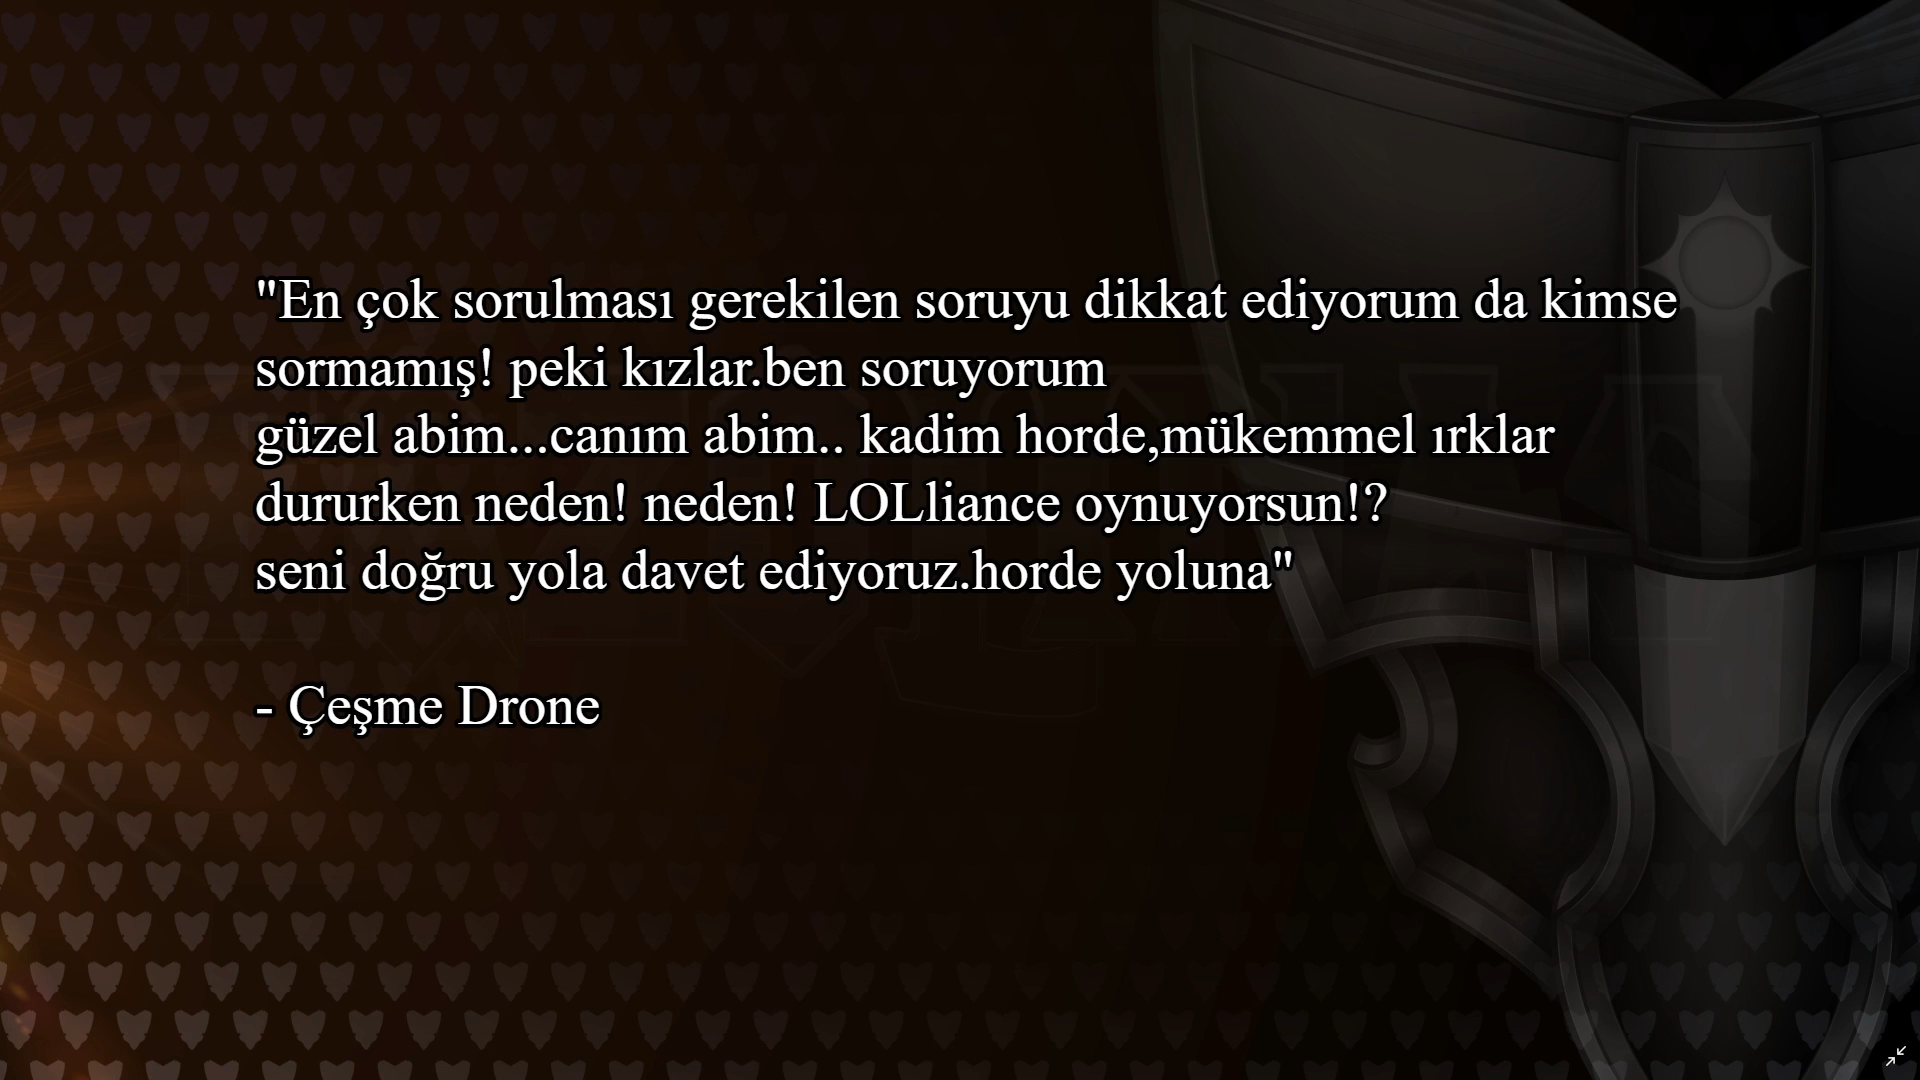 "En çok sorulması gerekilen soruyu dikkat ediyorum da kimse
sormamış! peki kızlar.ben soruyorum
güzel abim...canım abim.. kadim horde,mükemmel ırklar
dururken neden! neden! LOLliance oynuyorsun!?
seni doğru yola davet ediyoruz.horde yoluna"
- Çeşme Drone